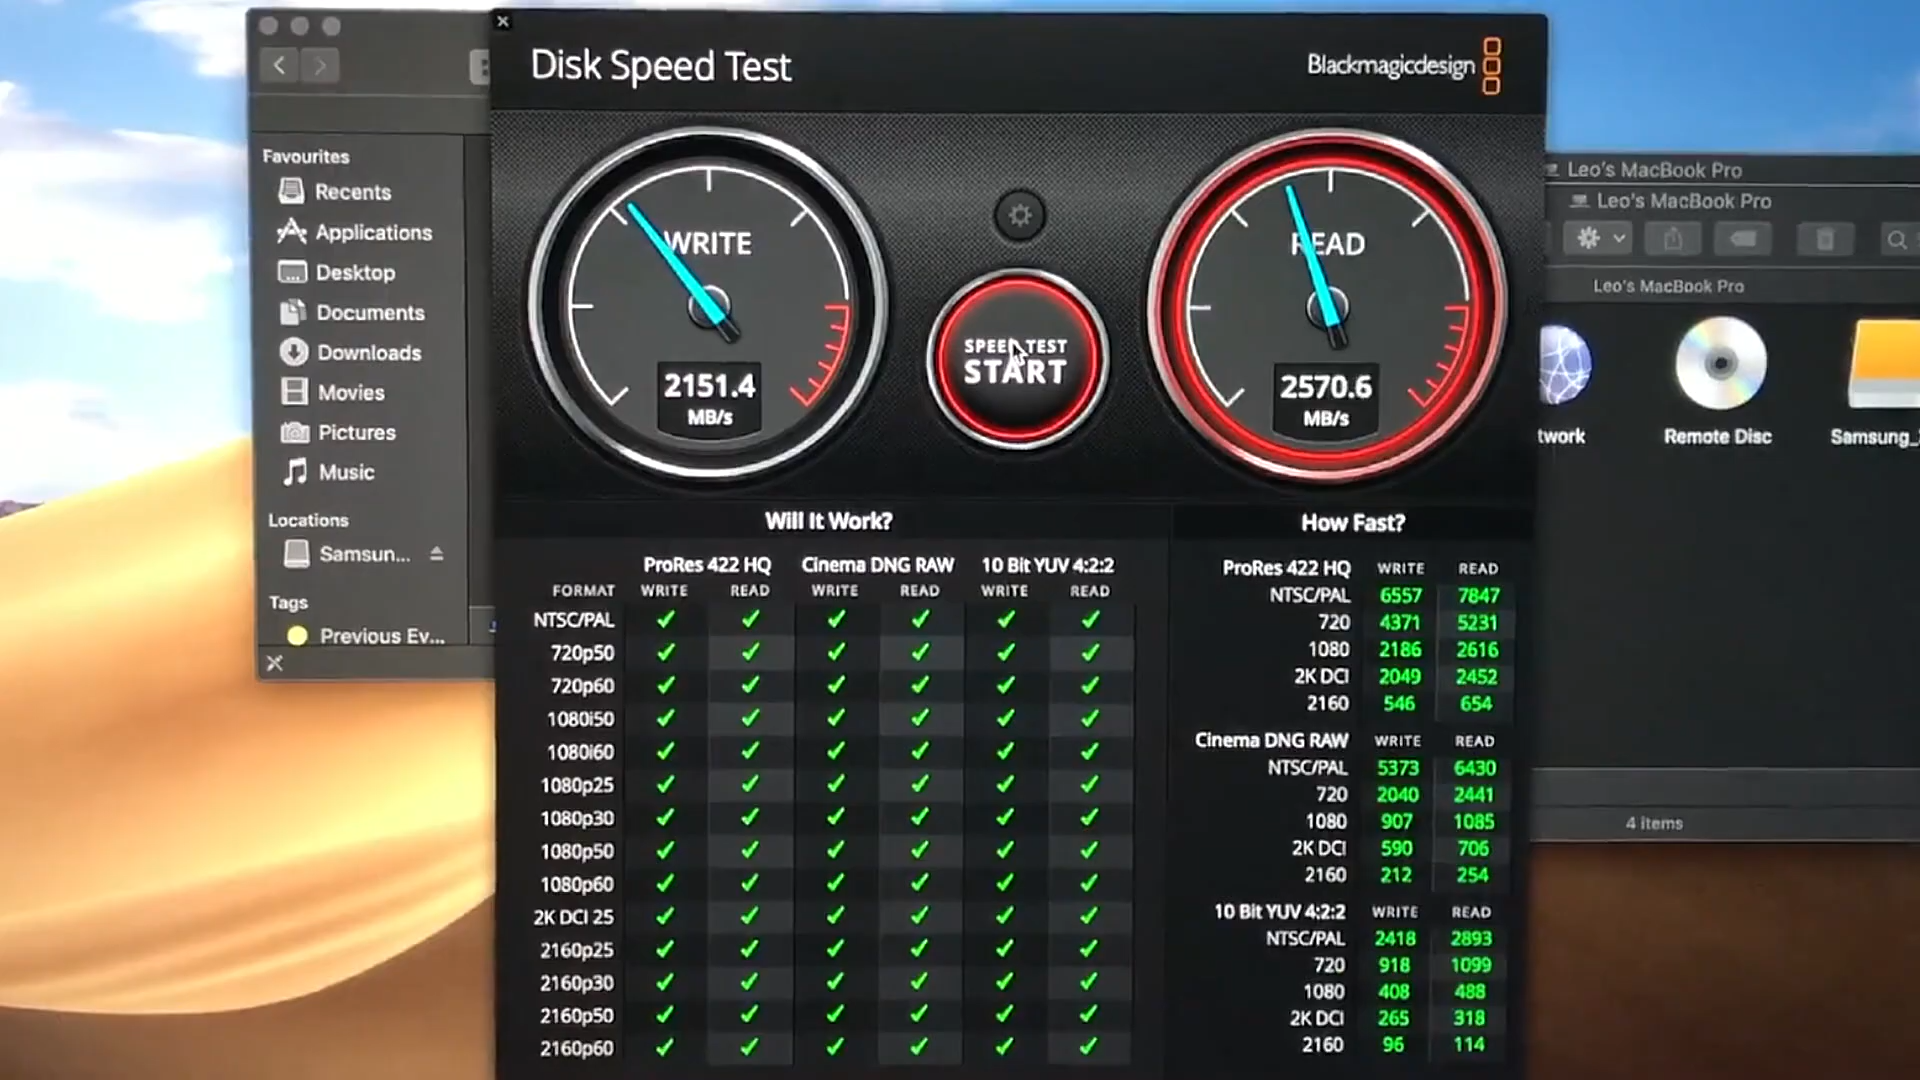 Disk Speed Test
Blackmagicdesign
Favourites
Recents
Applications
Desktop
Documents
Downloads
Movies
Pictures
Music
Locations
Samsun...
Tags
Previous Ev...
WRITE
2151.4
MB/s
SPEED TEST
START
READ
2570.6
MB/s
Leo's MacBook Pro
Leo's MacBook Pro
Leo's MacBook Pro
twork
Remote Disc
Samsung_
4 items
Will It Work?
ProRes 422 HQ Cinema DNG RAW 10 Bit YUV 4:2:2
FORMAT WRITE READ WRITE READ WRITE READ
NTSC/PAL ✓ ✓ ✓ ✓ ✓ ✓
720p50 ✓ ✓ ✓ ✓ ✓ ✓
720p60 ✓ ✓ ✓ ✓ ✓ ✓
1080i50 ✓ ✓ ✓ ✓ ✓ ✓
1080i60 ✓ ✓ ✓ ✓ ✓ ✓
1080p25 ✓ ✓ ✓ ✓ ✓ ✓
1080p30 ✓ ✓ ✓ ✓ ✓ ✓
1080p50 ✓ ✓ ✓ ✓ ✓ ✓
1080p60 ✓ ✓ ✓ ✓ ✓ ✓
2K DCI 25 ✓ ✓ ✓ ✓ ✓ ✓
2160p25 ✓ ✓ ✓ ✓ ✓ ✓
2160p30 ✓ ✓ ✓ ✓ ✓ ✓
2160p50 ✓ ✓ ✓ ✓ ✓ ✓
2160p60 ✓ ✓ ✓ ✓ ✓ ✓
How Fast?
ProRes 422 HQ WRITE READ
NTSC/PAL 6557 7847
720 4371 5231
1080 2186 2616
2K DCI 2049 2452
2160 546 654
Cinema DNG RAW WRITE READ
NTSC/PAL 5373 6430
720 2040 2441
1080 907 1085
2K DCI 590 706
2160 212 254
10 Bit YUV 4:2:2 WRITE READ
NTSC/PAL 2418 2893
720 918 1099
1080 408 488
2K DCI 265 318
2160 96 114